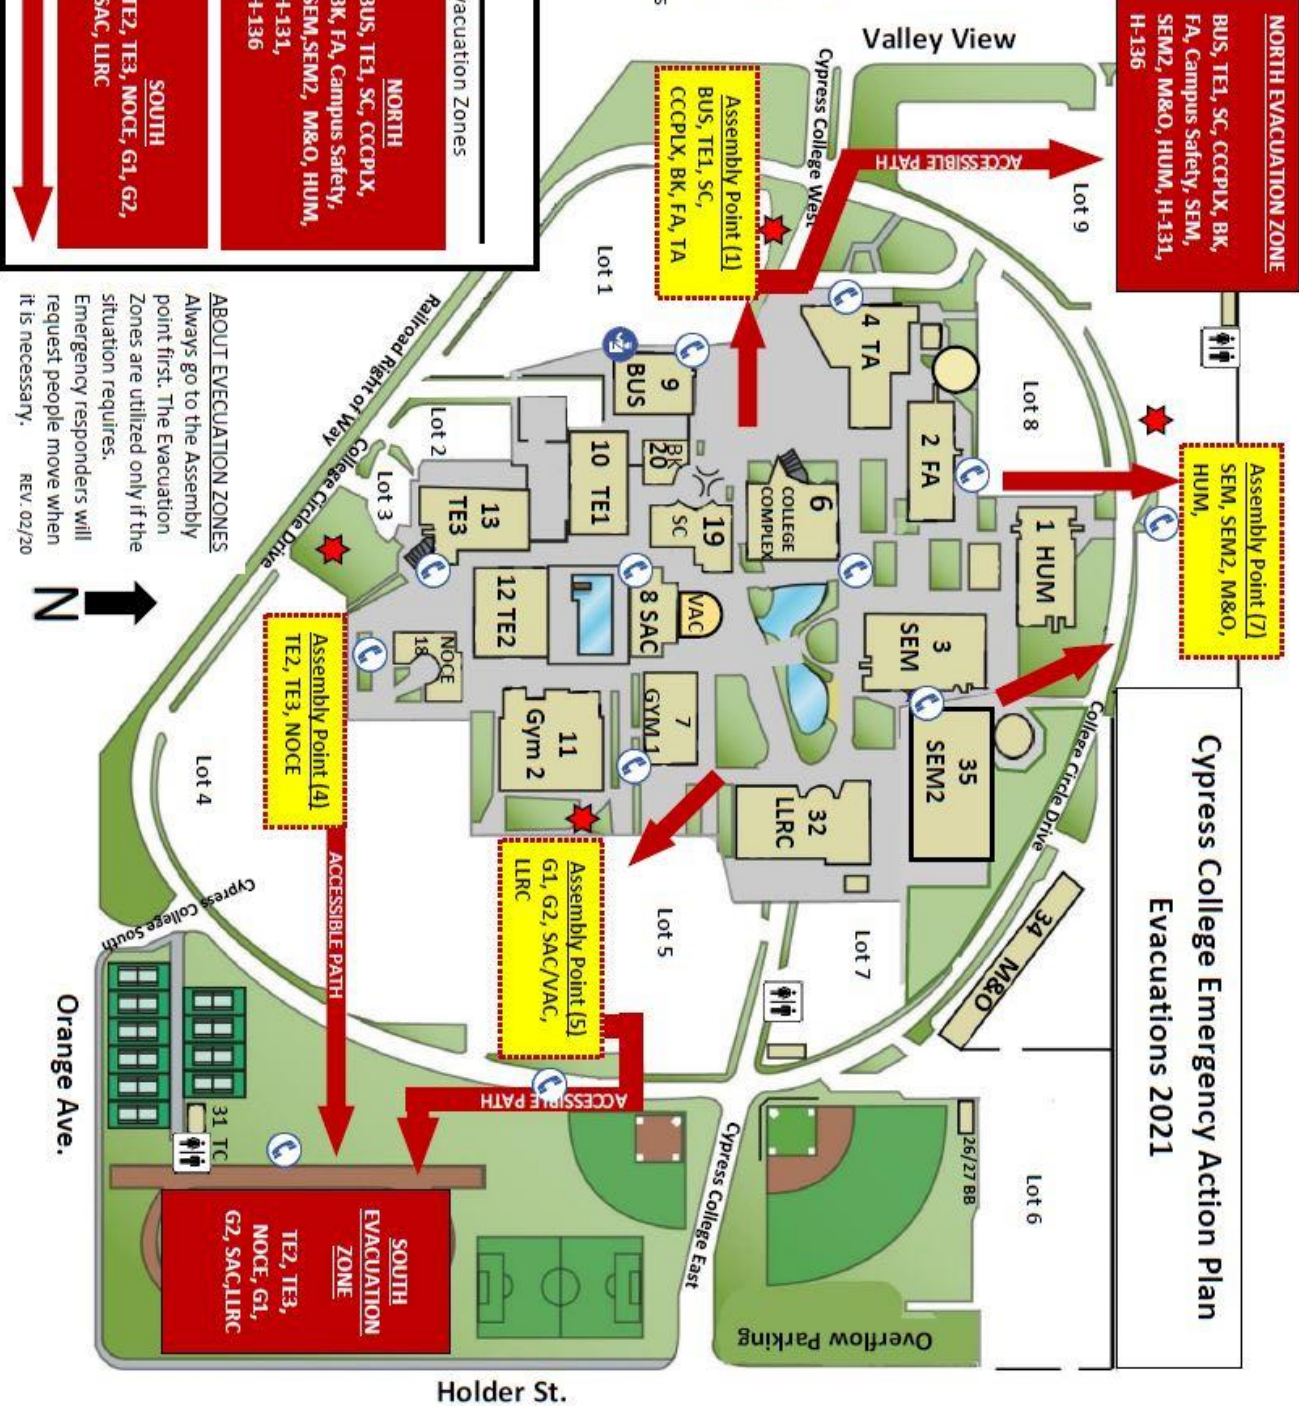 Cypress College Emergency Action Plan
Evacuations 2021
NORTH EVACUATION ZONE
BUS, TE1, SC, CCCPLX, BK,
FA, Campus Safety, SEM,
SEM2, M&O, HUM, H-131,
H-136
Valley View
Cypress College West
Lot 9
ACCESSIBLE PATH
Assembly Point (1)
BUS, TE1, SC,
CCCPLX, BK, FA, TA
Assembly Point (7)
SEM, SEM2, M&O,
HUM,
Lot 8
Lot 1
4 TA
2 FA
1 HUM
9
BUS
BK
20
10 TE1
6
COLLEGE
COMPLEX
19
SC
3
SEM
35
SEM2
College Circle Drive
34 M&O
Lot 2
Lot 3
13
TE3
12 TE2
8 SAC
VAC
7
GYM 1
11
Gym 2
32
LLRC
NOCE
18
Railroad Right of Way
College Circle Drive
Assembly Point (4)
TE2, TE3, NOCE
Assembly Point (5)
G1, G2, SAC/VAC,
LLRC
Lot 4
Lot 5
Lot 7
Lot 6
ACCESSIBLE PATH
ACCESSIBLE PATH
Cypress College South
Cypress College East
26/27 BB
31 TC
Overflow Parking
SOUTH
EVACUATION
ZONE
TE2, TE3,
NOCE, G1,
G2, SAC,LLRC
Orange Ave.
Holder St.
vacuation Zones
NORTH
BUS, TE1, SC, CCCPLX,
BK, FA, Campus Safety,
SEM,SEM2, M&O, HUM,
H-131,
H-136
SOUTH
TE2, TE3, NOCE, G1, G2,
SAC, LLRC
ABOUT EVECUATION ZONES
Always go to the Assembly
point first. The Evacuation
Zones are utilized only if the
situation requires.
Emergency responders will
request people move when
it is necessary. REV. 02/20
N